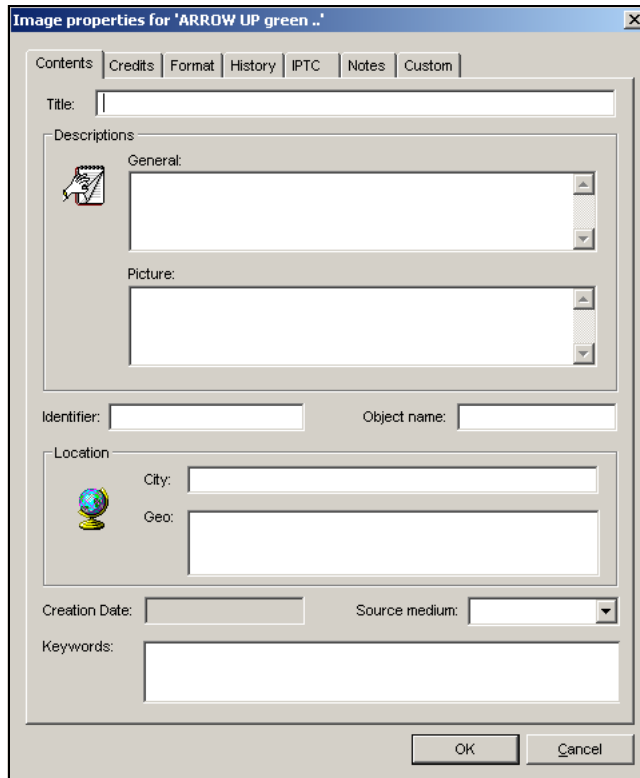 Image properties for 'ARROW UP green ..'
Contents Credits Format History IPTC Notes Custom
Title:
Descriptions
General:
Picture:
Identifier: Object name:
Location
City:
Geo:
Creation Date: Source medium:
Keywords:
OK Cancel